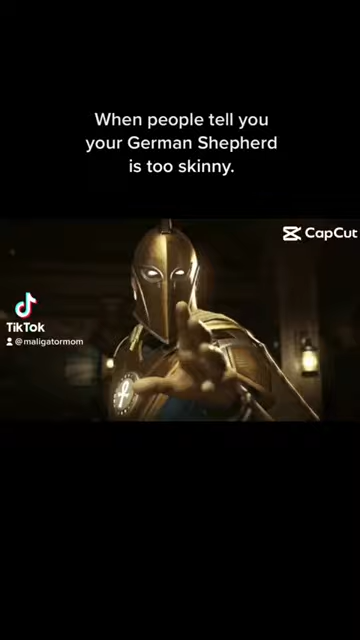 When people tell you
your German Shepherd
is too skinny.
CapCut
TikTok
@maligatormom